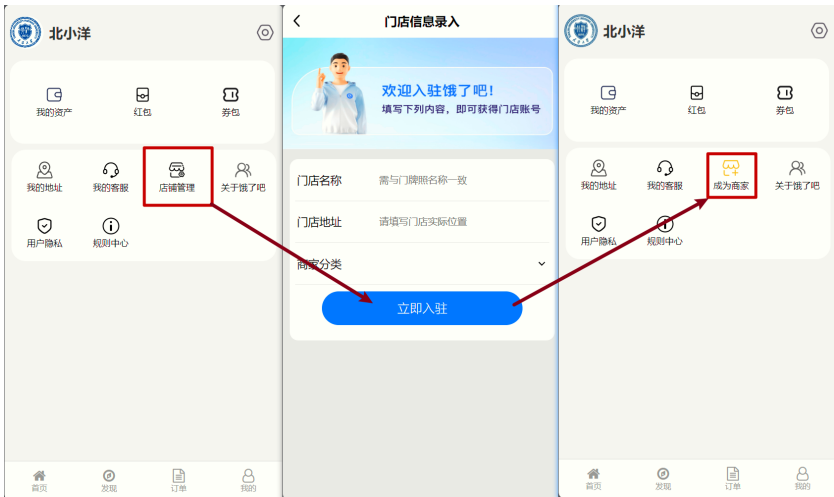 北小洋
我的资产
红包
券包
我的地址
我的客服
店铺管理
关于饿了吧
用户隐私
规则中心
首页
发现
订单
我的
门店信息录入
欢迎入驻饿了吧!
填写下列内容，即可获得门店账号
门店名称 需与门牌照名称一致
门店地址 请填写门店实际位置
商家分类
立即入驻
北小洋
我的资产
红包
券包
我的地址
我的客服
成为商家
关于饿了吧
用户隐私
规则中心
首页
发现
订单
我的